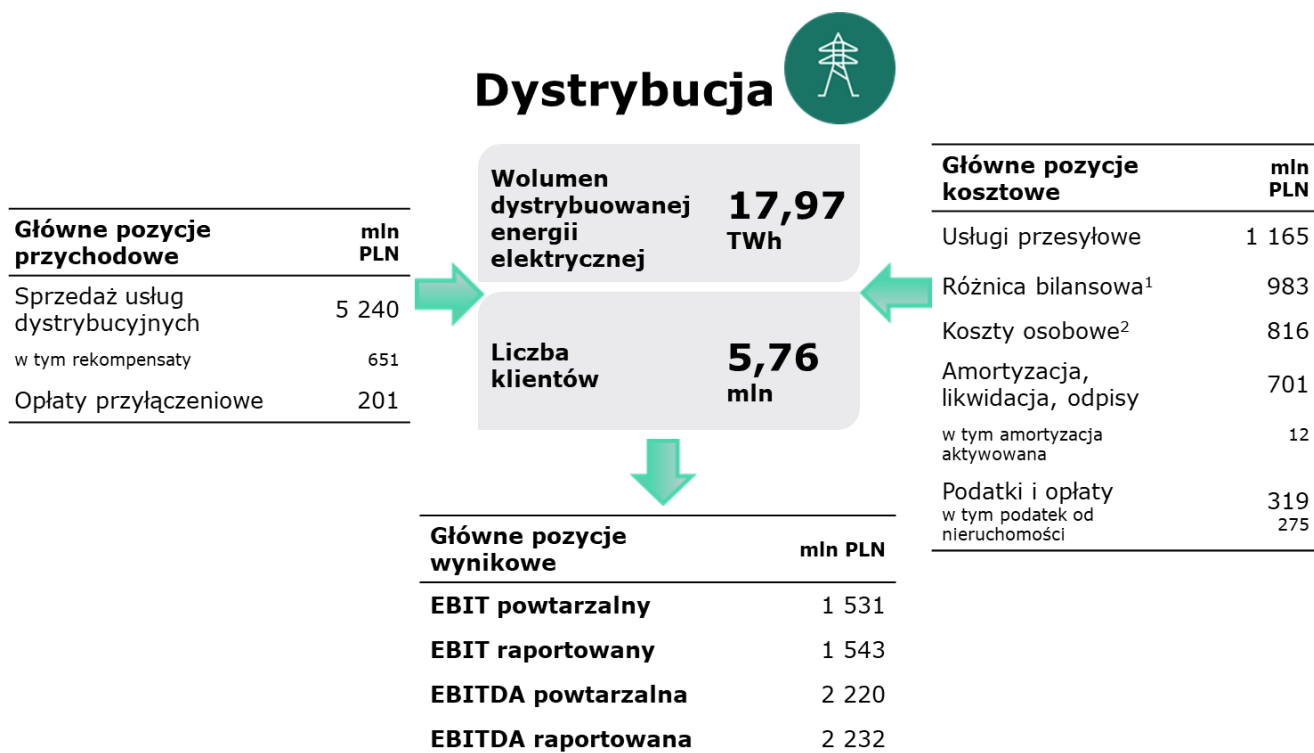 Dystrybucja
Główne pozycje
przychodowe
mln
PLN
Sprzedaż usług
dystrybucyjnych
5 240
w tym rekompensaty 651
Opłaty przyłączeniowe 201
Wolumen
dystrybuowanej
energii
elektrycznej
17,97
TWh
Liczba
klientów
5,76
mln
Główne pozycje
kosztowe
mln
PLN
Usługi przesyłowe 1 165
Różnica bilansowa¹ 983
Koszty osobowe² 816
Amortyzacja,
likwidacja, odpisy
701
w tym amortyzacja
aktywowana
12
Podatki i opłaty
319
w tym podatek od
nieruchomości
275
Główne pozycje
wynikowe
mln PLN
EBIT powtarzalny 1 531
EBIT raportowany 1 543
EBITDA powtarzalna 2 220
EBITDA raportowana 2 232